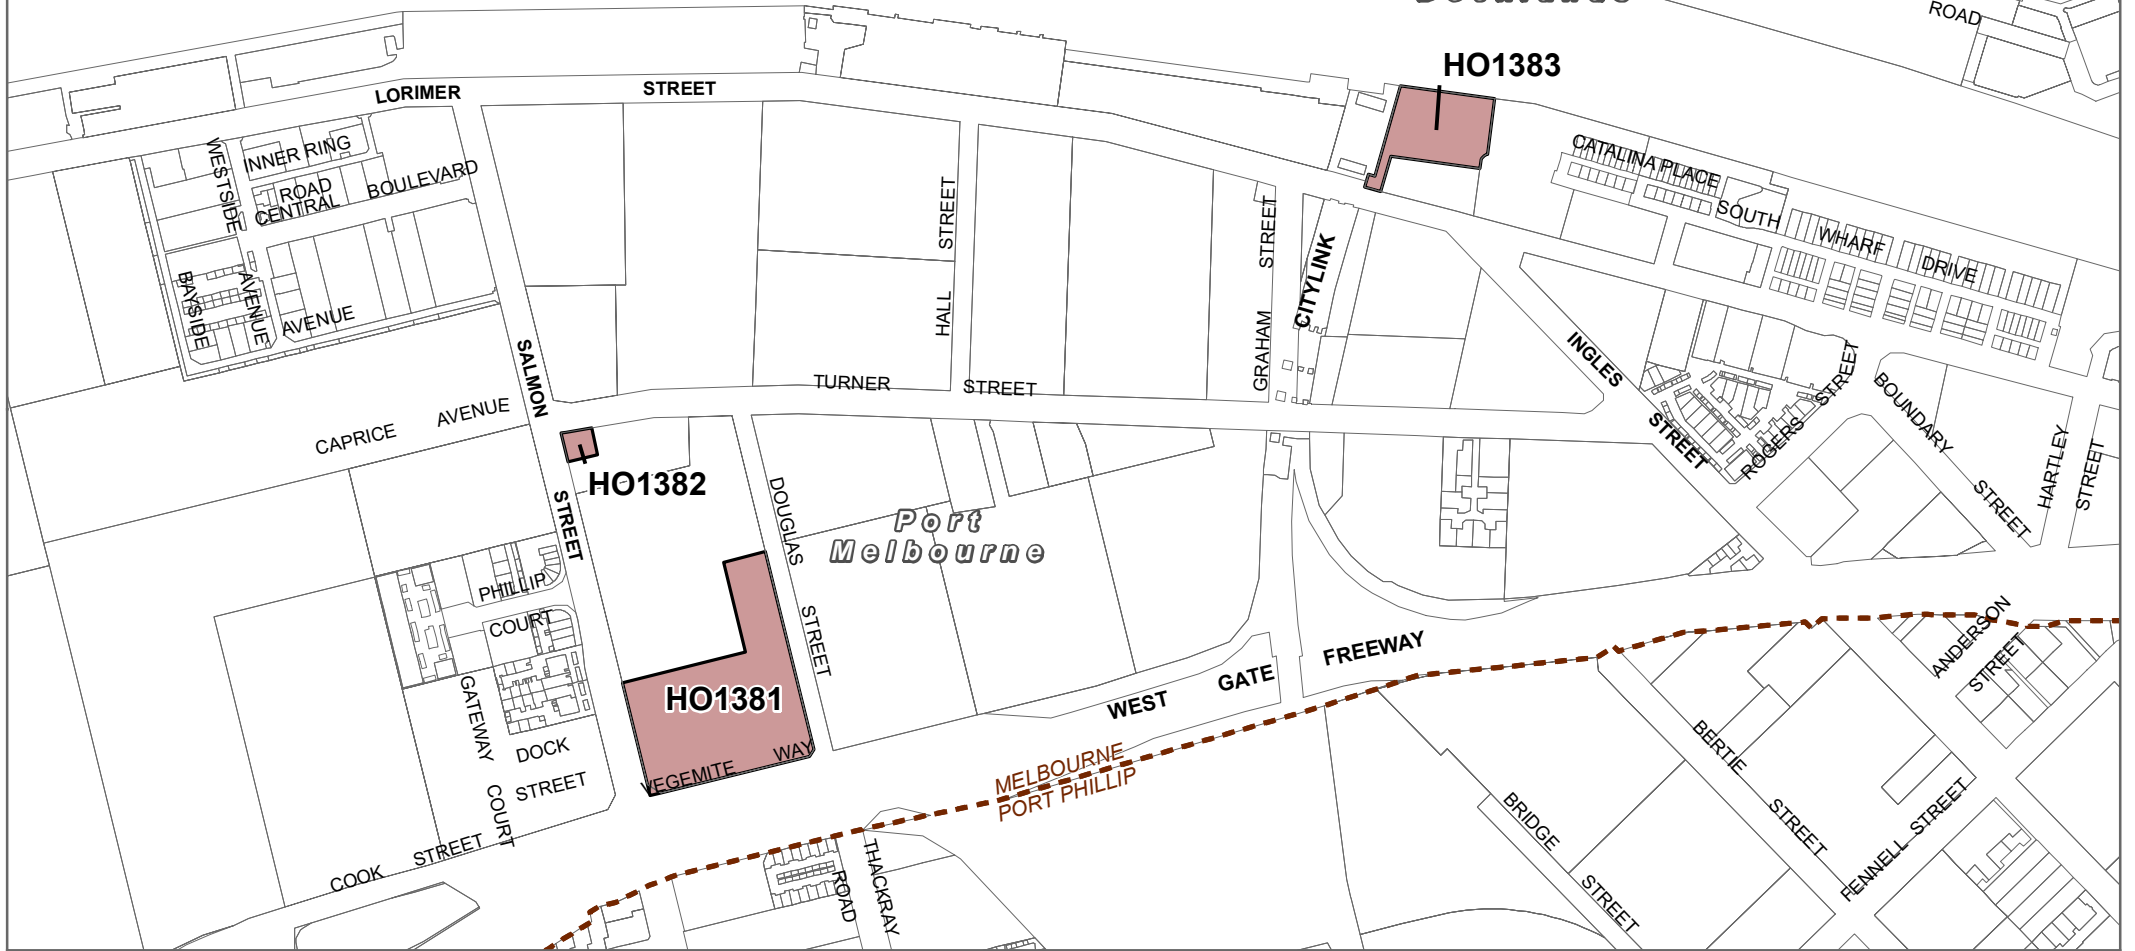 ROAD
HO1383
LORIMER
STREET
INNER RING
ROAD
WESTSIDE
AVENUE
CENTRAL
BOULEVARD
BAYSIDE
AVENUE
CATALINA PLACE
SOUTH
WHARF
DRIVE
HALL
STREET
GRAHAM
STREET
CITYLINK
SALMON
STREET
TURNER
STREET
INGLES
STREET
ROGERS
STREET
BOUNDARY
STREET
HARTLEY
STREET
CAPRICE
AVENUE
HO1382
DOUGLAS
STREET
Port
Melbourne
PHILLIP
COURT
GATEWAY
COURT
DOCK
STREET
HO1381
VEGEMITE
WAY
WEST
GATE
FREEWAY
MELBOURNE
PORT PHILLIP
ANDERSON
STREET
BERTIE
STREET
BRIDGE
STREET
FENNELL STREET
COOK
STREET
THACKRAY
ROAD